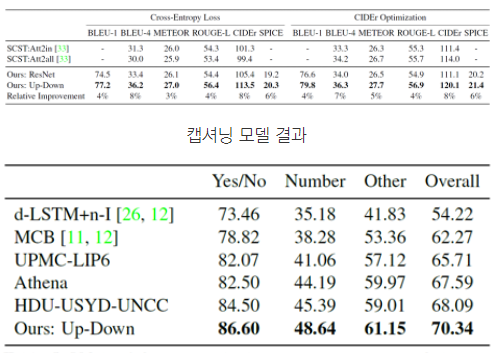 Cross-Entropy Loss CIDEr Optimization
BLEU-1 BLEU-4 METEOR ROUGE-L CIDEr SPICE BLEU-1 BLEU-4 METEOR ROUGE-L CIDEr SPICE
SCST:Att2in [33] - 31.3 26.0 54.3 101.3 - - 33.3 26.3 55.3 111.4 -
SCST:Att2all [33] - 30.0 25.9 53.4 99.4 - - 34.2 26.7 55.7 114.0 -
Ours: ResNet 74.5 33.4 26.1 54.4 105.4 19.2 76.6 34.0 26.5 54.9 111.1 20.2
Ours: Up-Down 77.2 36.2 27.0 56.4 113.5 20.3 79.8 36.3 27.7 56.9 120.1 21.4
Relative Improvement 4% 8% 3% 4% 8% 6% 4% 7% 5% 4% 8% 6%
캡셔닝 모델 결과
Yes/No Number Other Overall
d-LSTM+n-I [26, 12] 73.46 35.18 41.83 54.22
MCB [11, 12] 78.82 38.28 53.36 62.27
UPMC-LIP6 82.07 41.06 57.12 65.71
Athena 82.50 44.19 59.97 67.59
HDU-USYD-UNCC 84.50 45.39 59.01 68.09
Ours: Up-Down 86.60 48.64 61.15 70.34